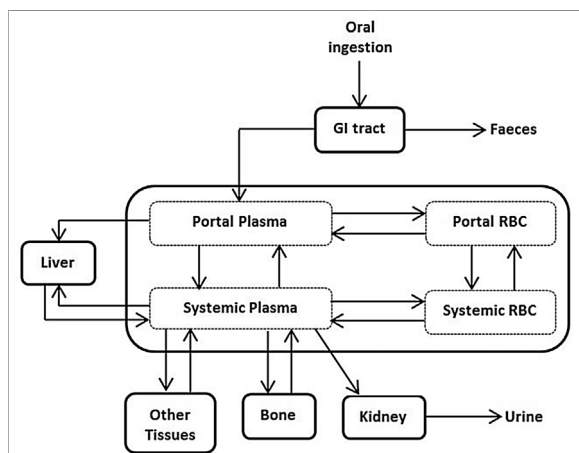 Oral
ingestion
GI tract
Faeces
Portal Plasma
Portal RBC
Liver
Systemic Plasma
Systemic RBC
Other
Tissues
Bone
Kidney
Urine